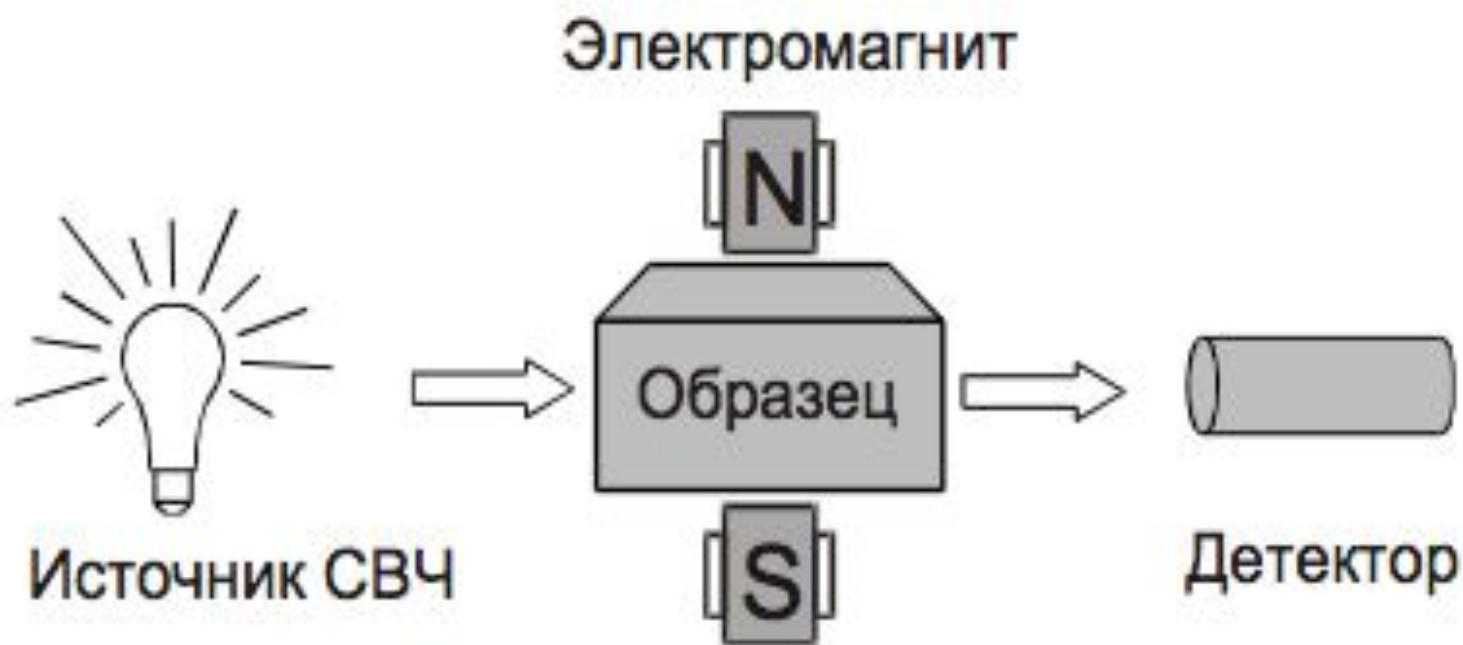 Электромагнит
N
Образец
S
Источник СВЧ
Детектор